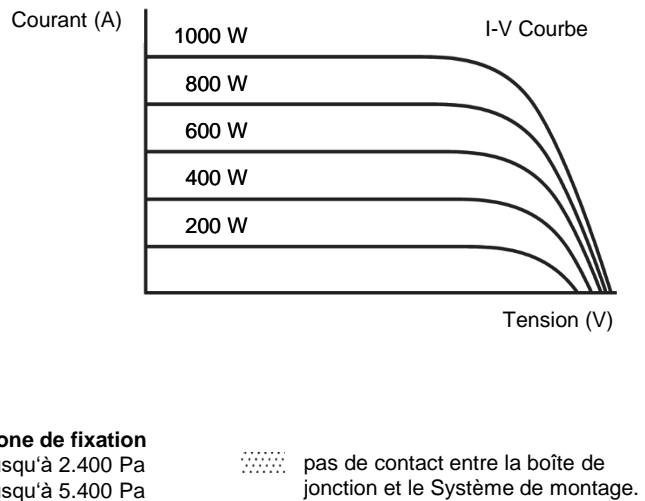 Courant (A)
I-V Courbe
1000 W
800 W
600 W
400 W
200 W
Tension (V)
one de fixation
usqu‘à 2.400 Pa
usqu‘à 5.400 Pa
pas de contact entre la boîte de
jonction et le Système de montage.